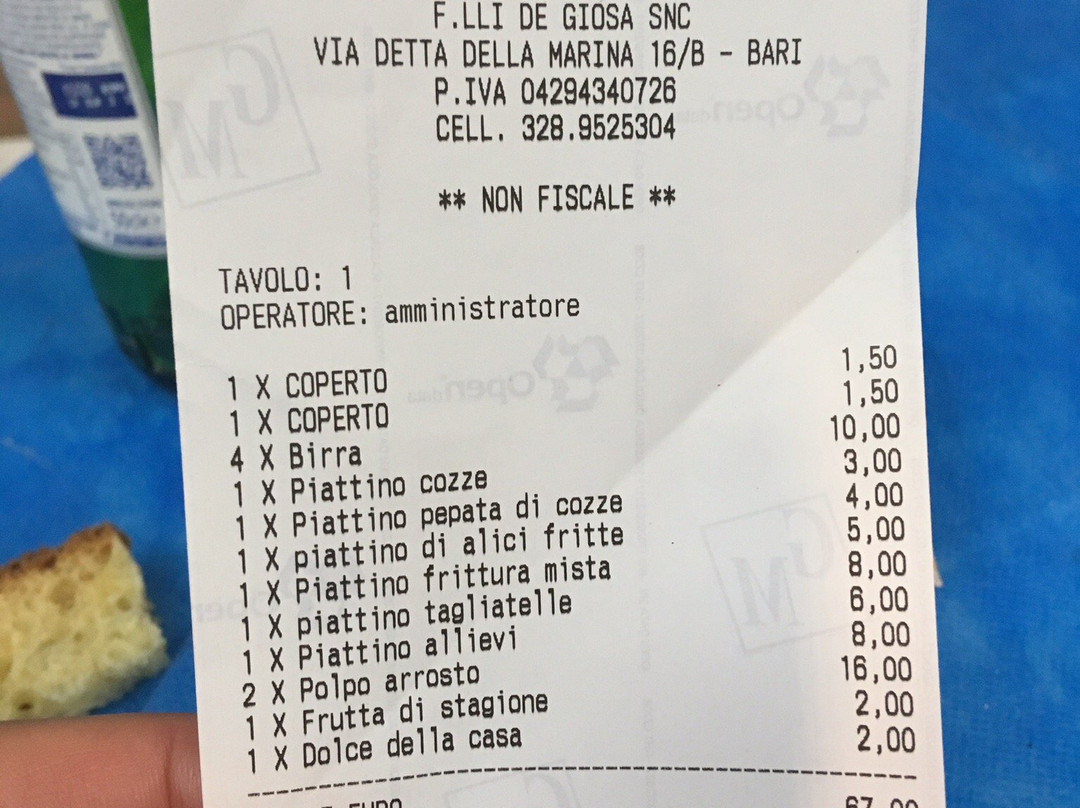 F.LLI DE GIOSA SNC
VIA DETTA DELLA MARINA 16/B - BARI
P.IVA 04294340726
CELL. 328.9525304
** NON FISCALE **
TAVOLO: 1
OPERATORE: amministratore
1 X COPERTO 1,50
1 X COPERTO 1,50
4 X Birra 10,00
1 X Piattino cozze 3,00
1 X Piattino pepata di cozze 4,00
1 X piattino di alici fritte 5,00
1 X Piattino frittura mista 8,00
1 X piattino tagliatelle 6,00
1 X Piattino allievi 8,00
2 X Polpo arrosto 16,00
1 X Frutta di stagione 2,00
1 X Dolce della casa 2,00
EURO 67,00